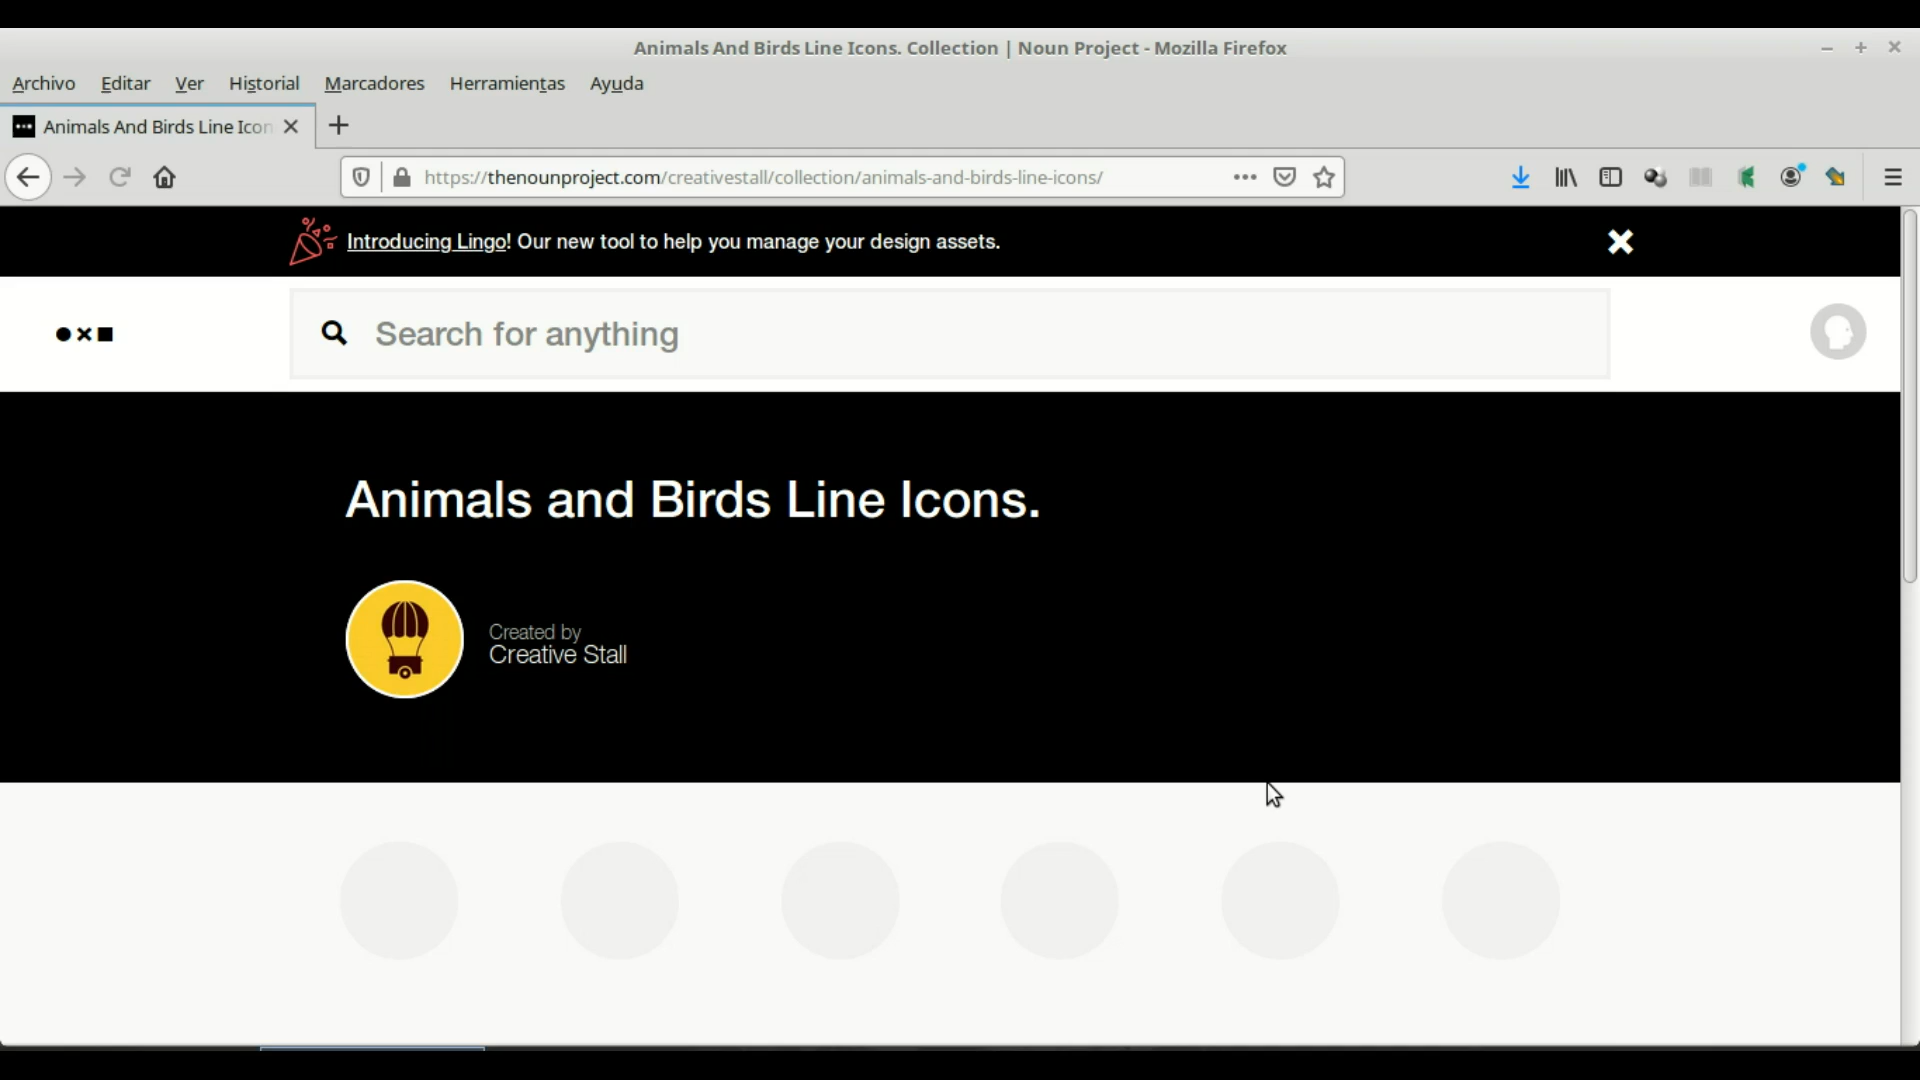 Animals And Birds Line Icons. Collection | Noun Project - Mozilla Firefox
Archivo Editar Ver Historial Marcadores Herramientas Ayuda
Animals And Birds Line Icon
https://thenounproject.com/creativestall/collection/animals-and-birds-line-icons/
Introducing Lingo! Our new tool to help you manage your design assets.
Search for anything
Animals and Birds Line Icons.
Created by
Creative Stall